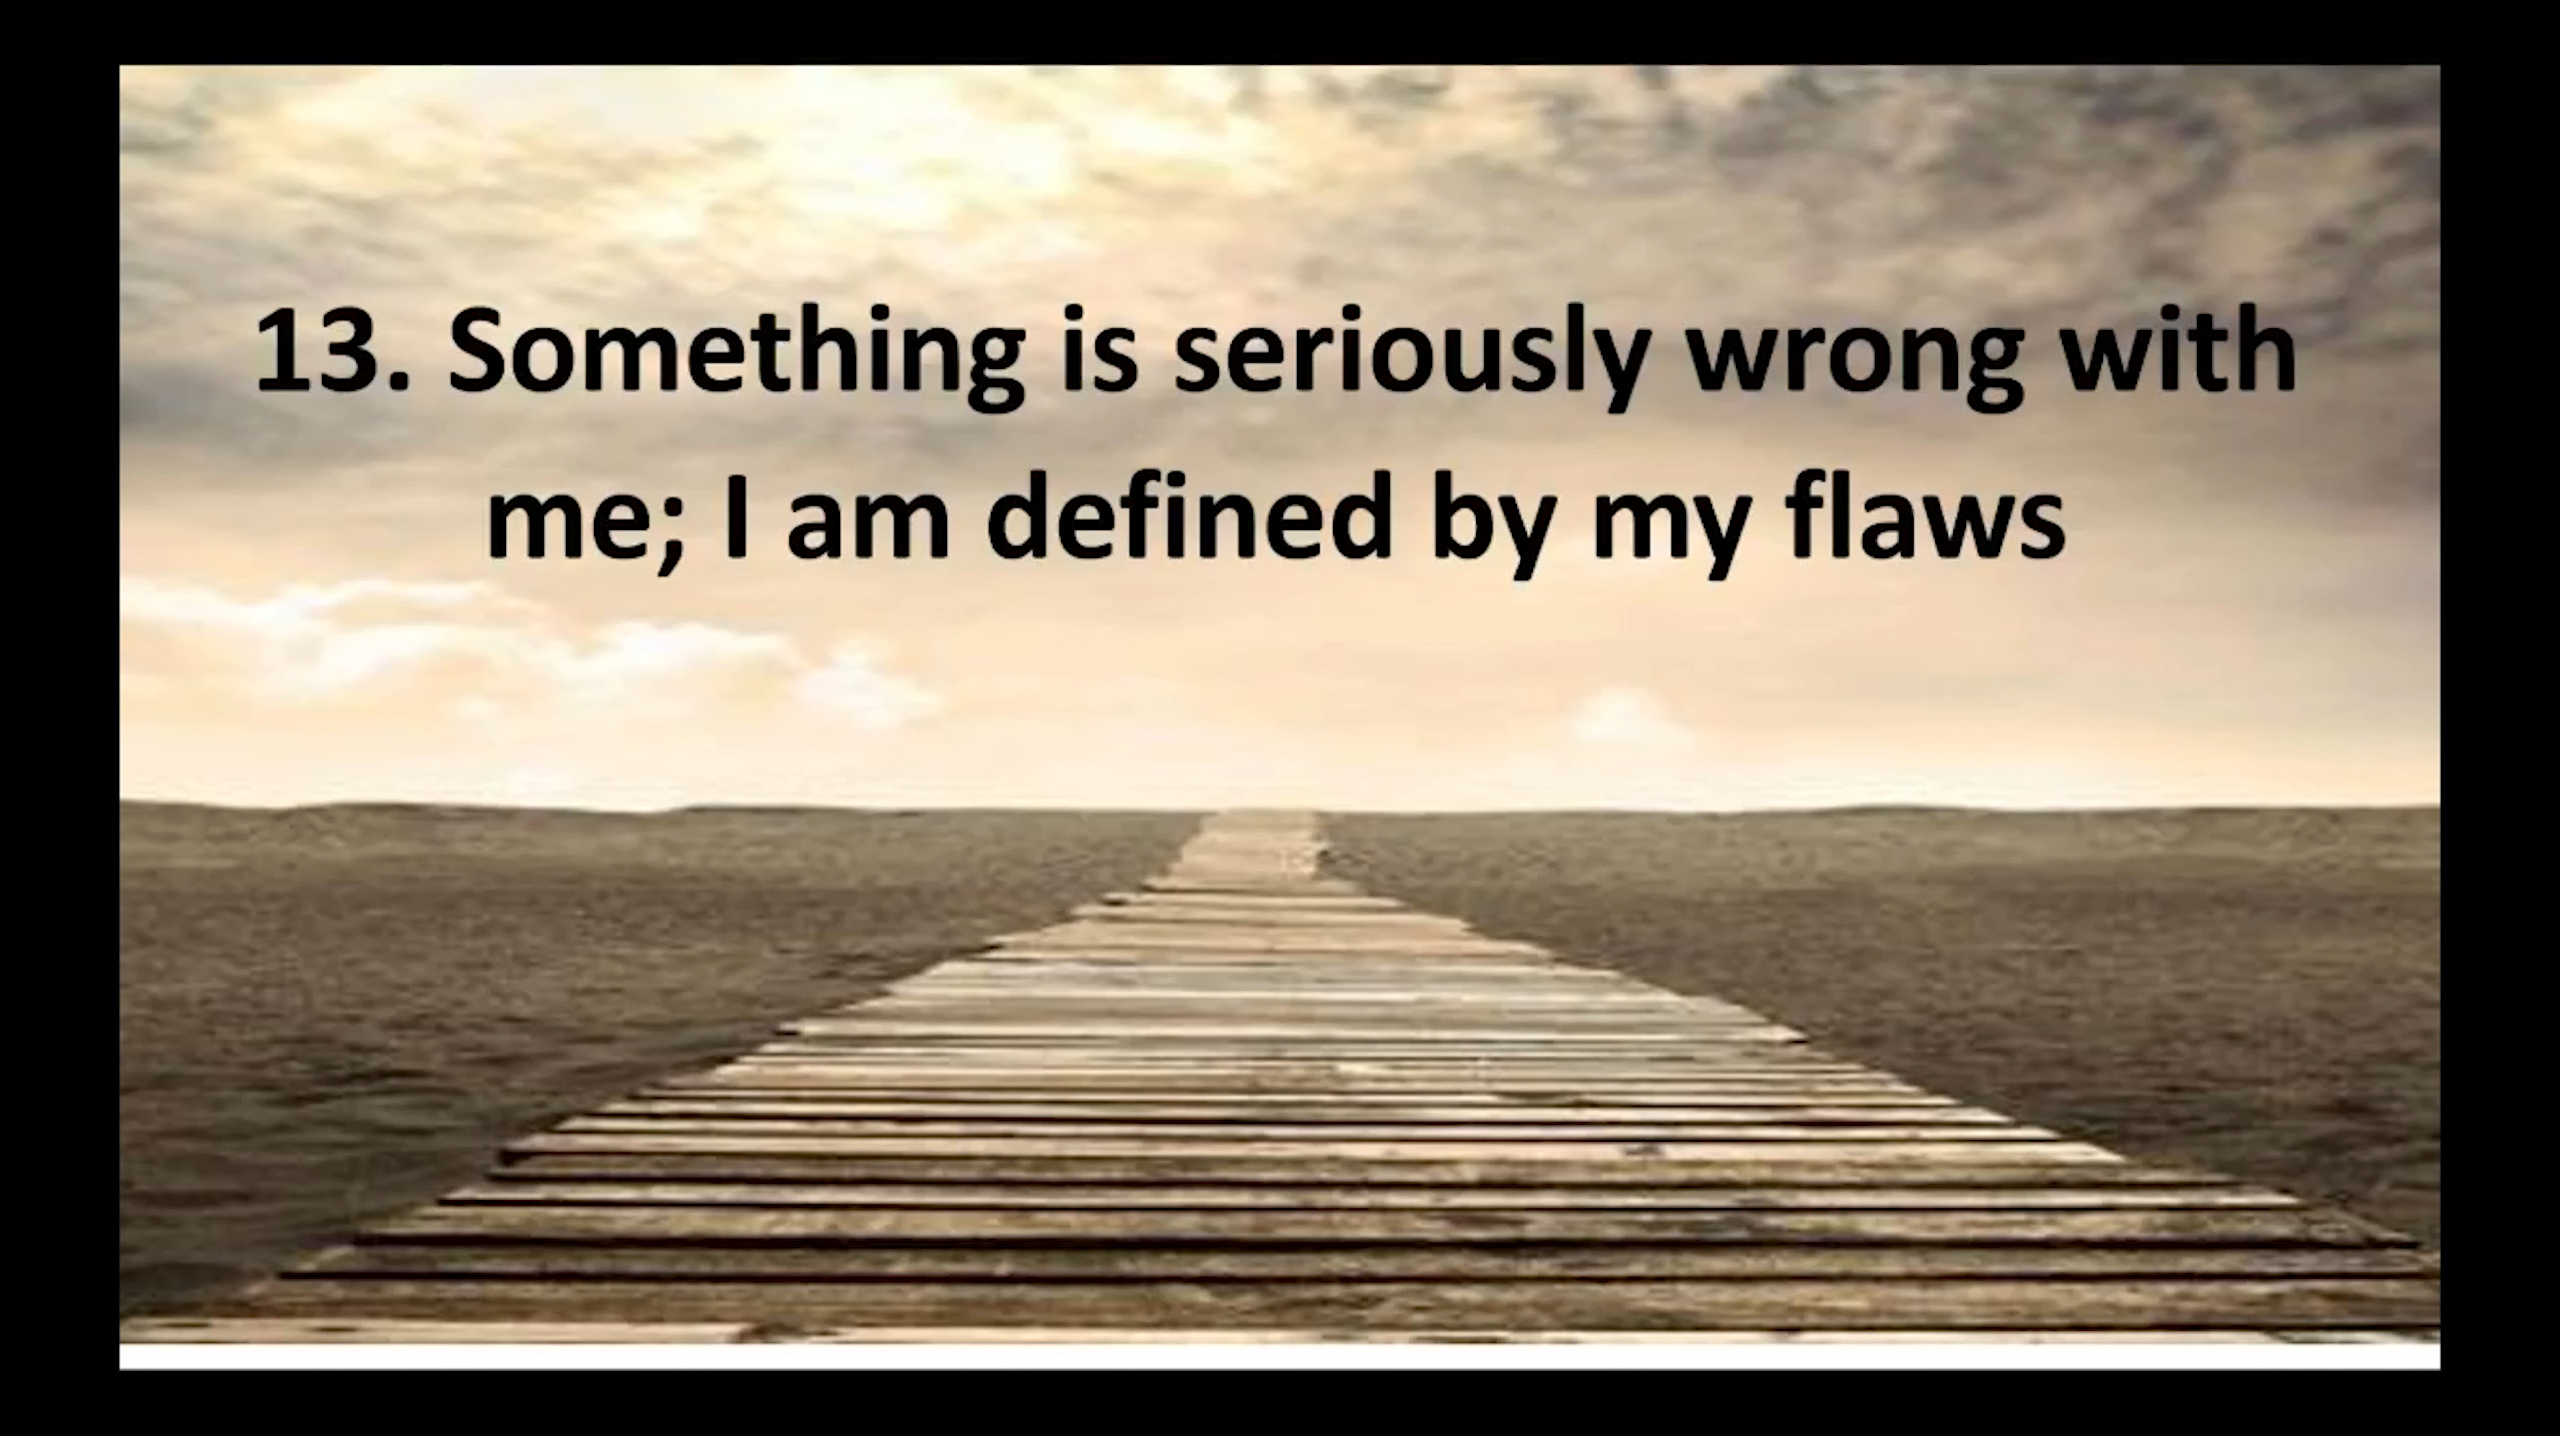 13. Something is seriously wrong with
me; I am defined by my flaws